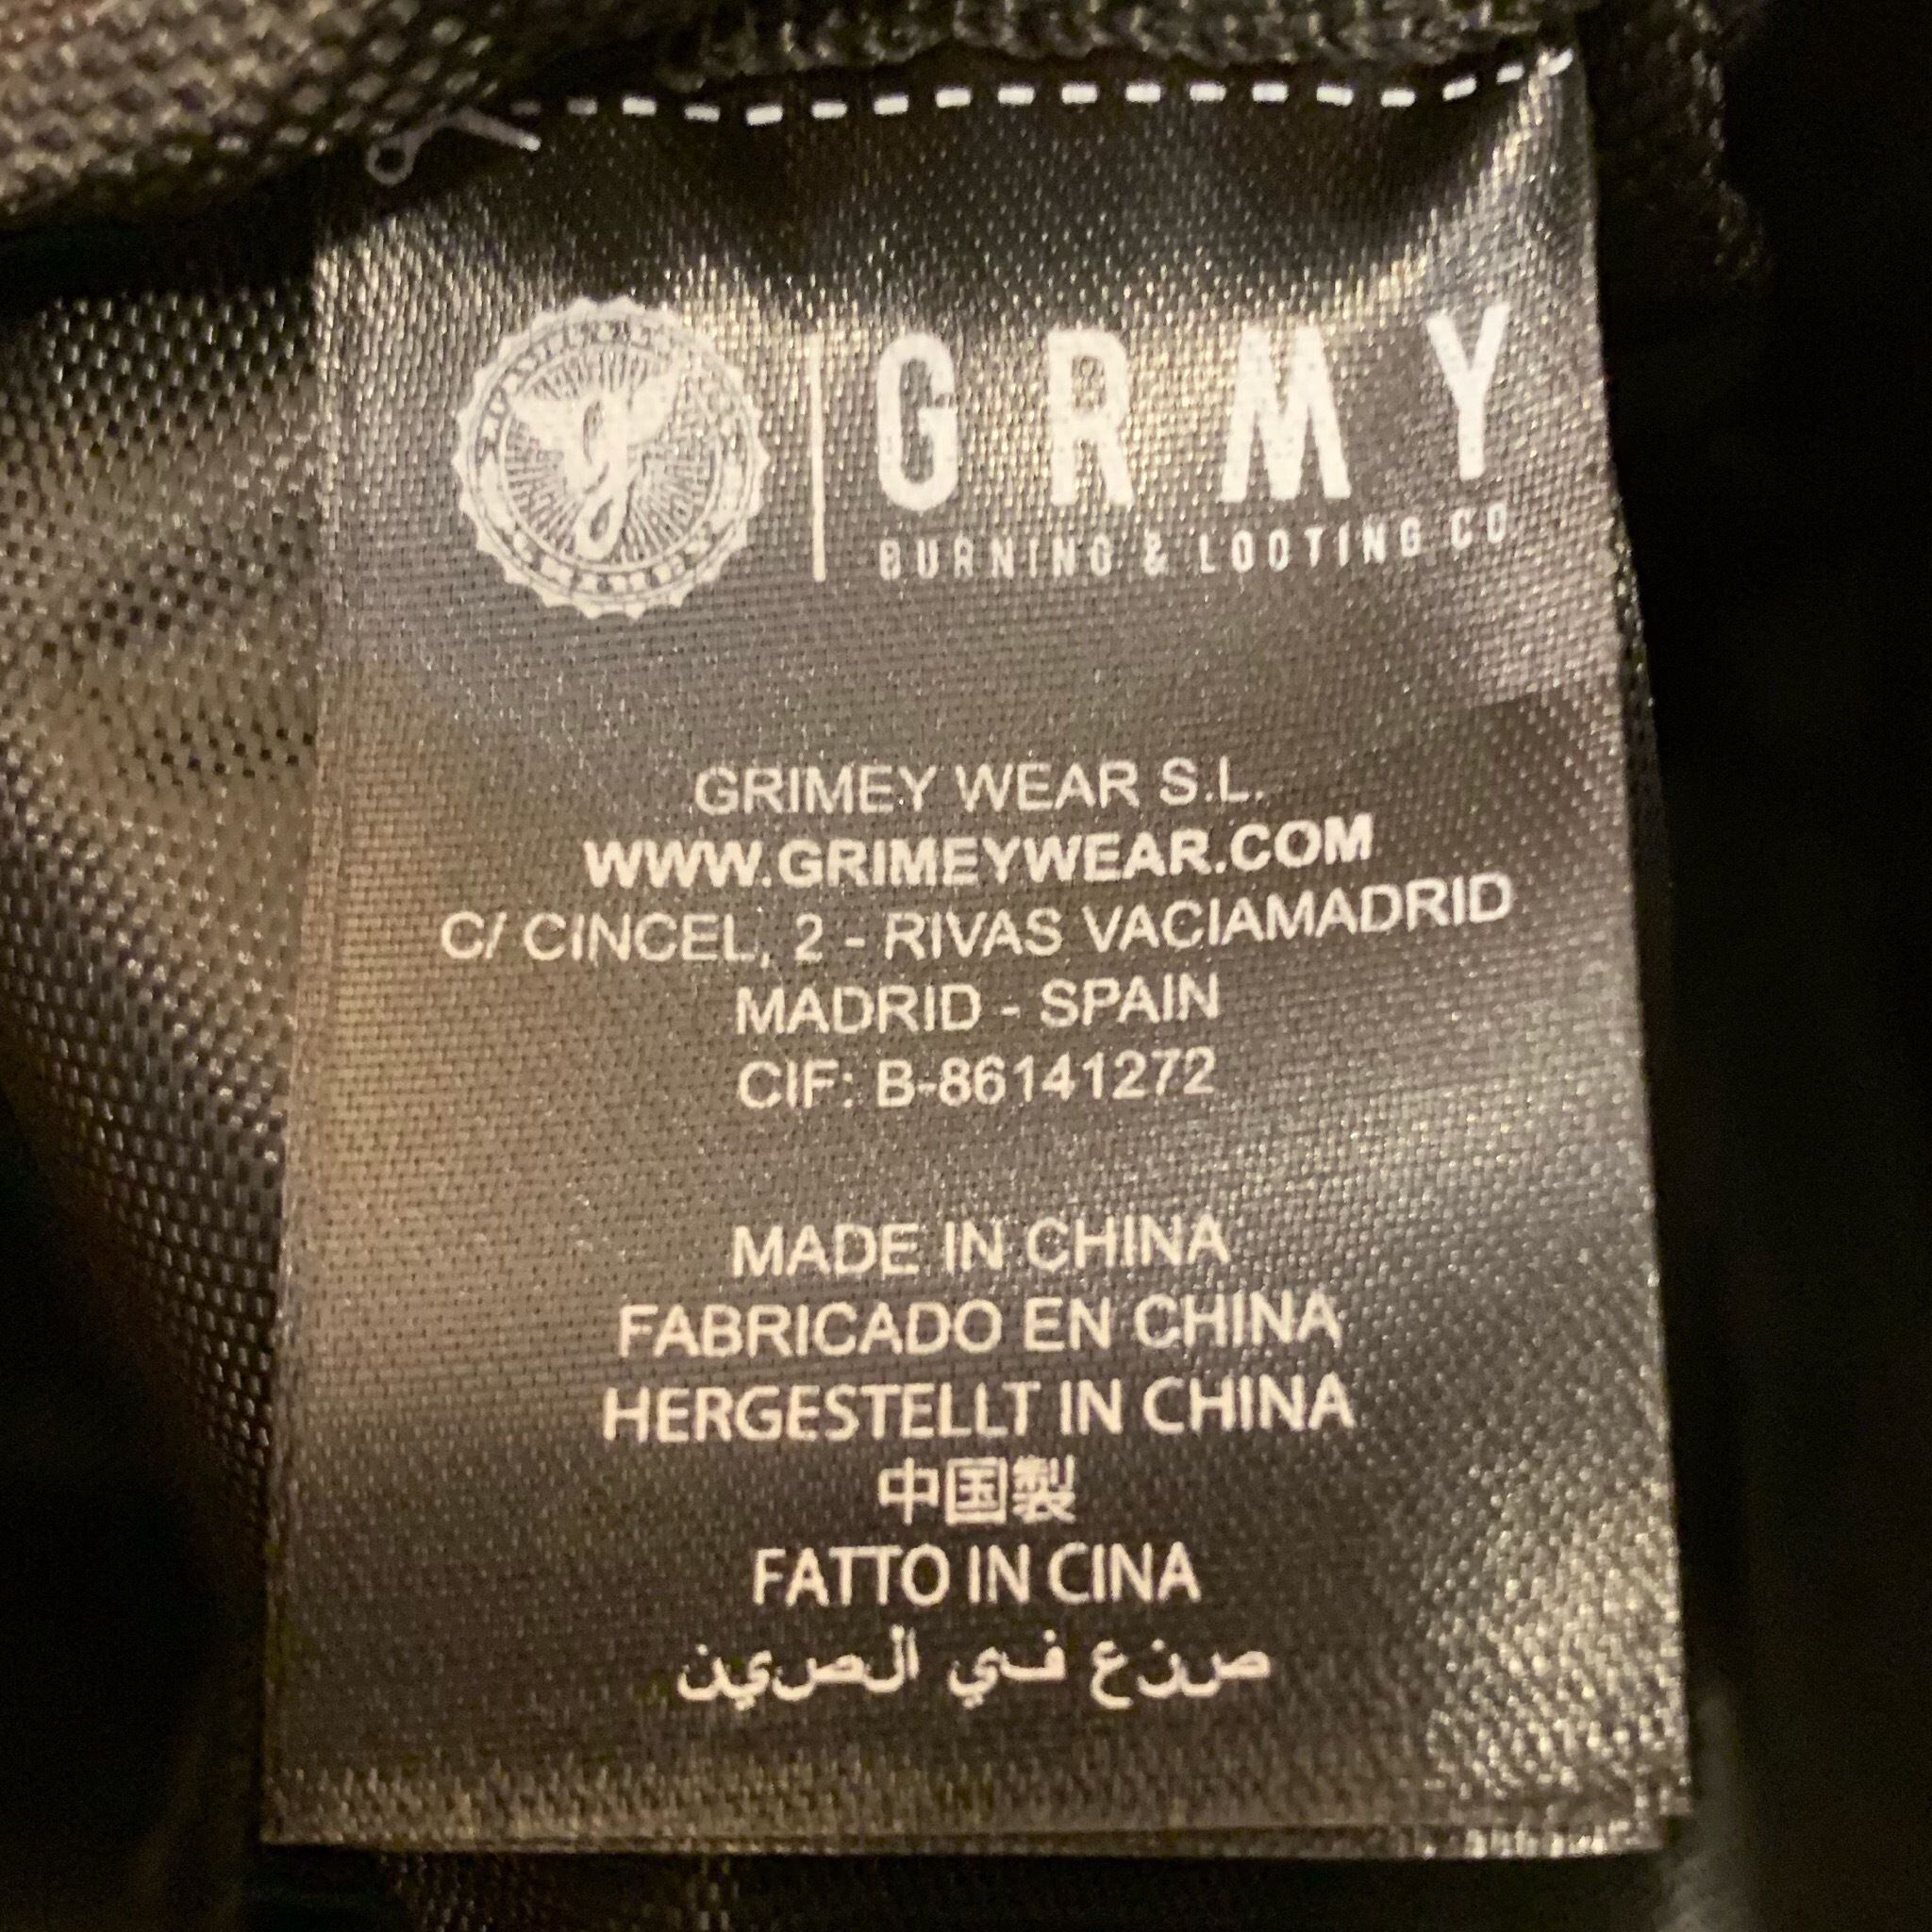 G R M Y
BURNING & LOOTING CO
GRIMEY WEAR S.L.
WWW.GRIMEYWEAR.COM
C/ CINCEL, 2 - RIVAS VACIAMADRID
MADRID - SPAIN
CIF: B-86141272
MADE IN CHINA
FABRICADO EN CHINA
HERGESTELLT IN CHINA
中国製
FATTO IN CINA
صنع في الصين